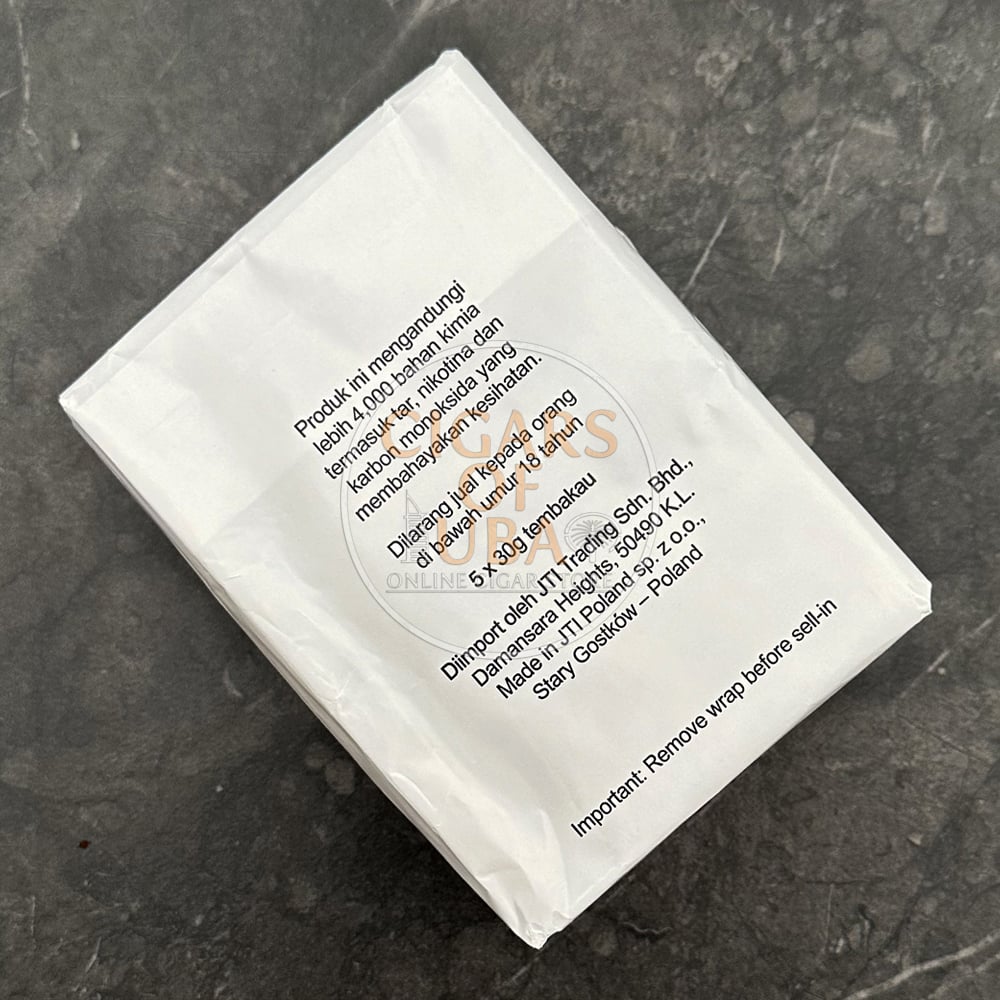 Produk ini mengandungi
lebih 4,000 bahan kimia
termasuk tar, nikotina dan
karbon monoksida yang
membahayakan kesihatan.
Dilarang jual kepada orang
di bawah umur 18 tahun
5 x 30g tembakau
Diimport oleh JTI Trading Sdn. Bhd.,
Damansara Heights, 50490 K.L.
Made in JTI Poland sp. z o.o.,
Stary Gostków – Poland
Important: Remove wrap before sell-in
CIGARS
OF
UBA
ONLINE CIGAR STORE